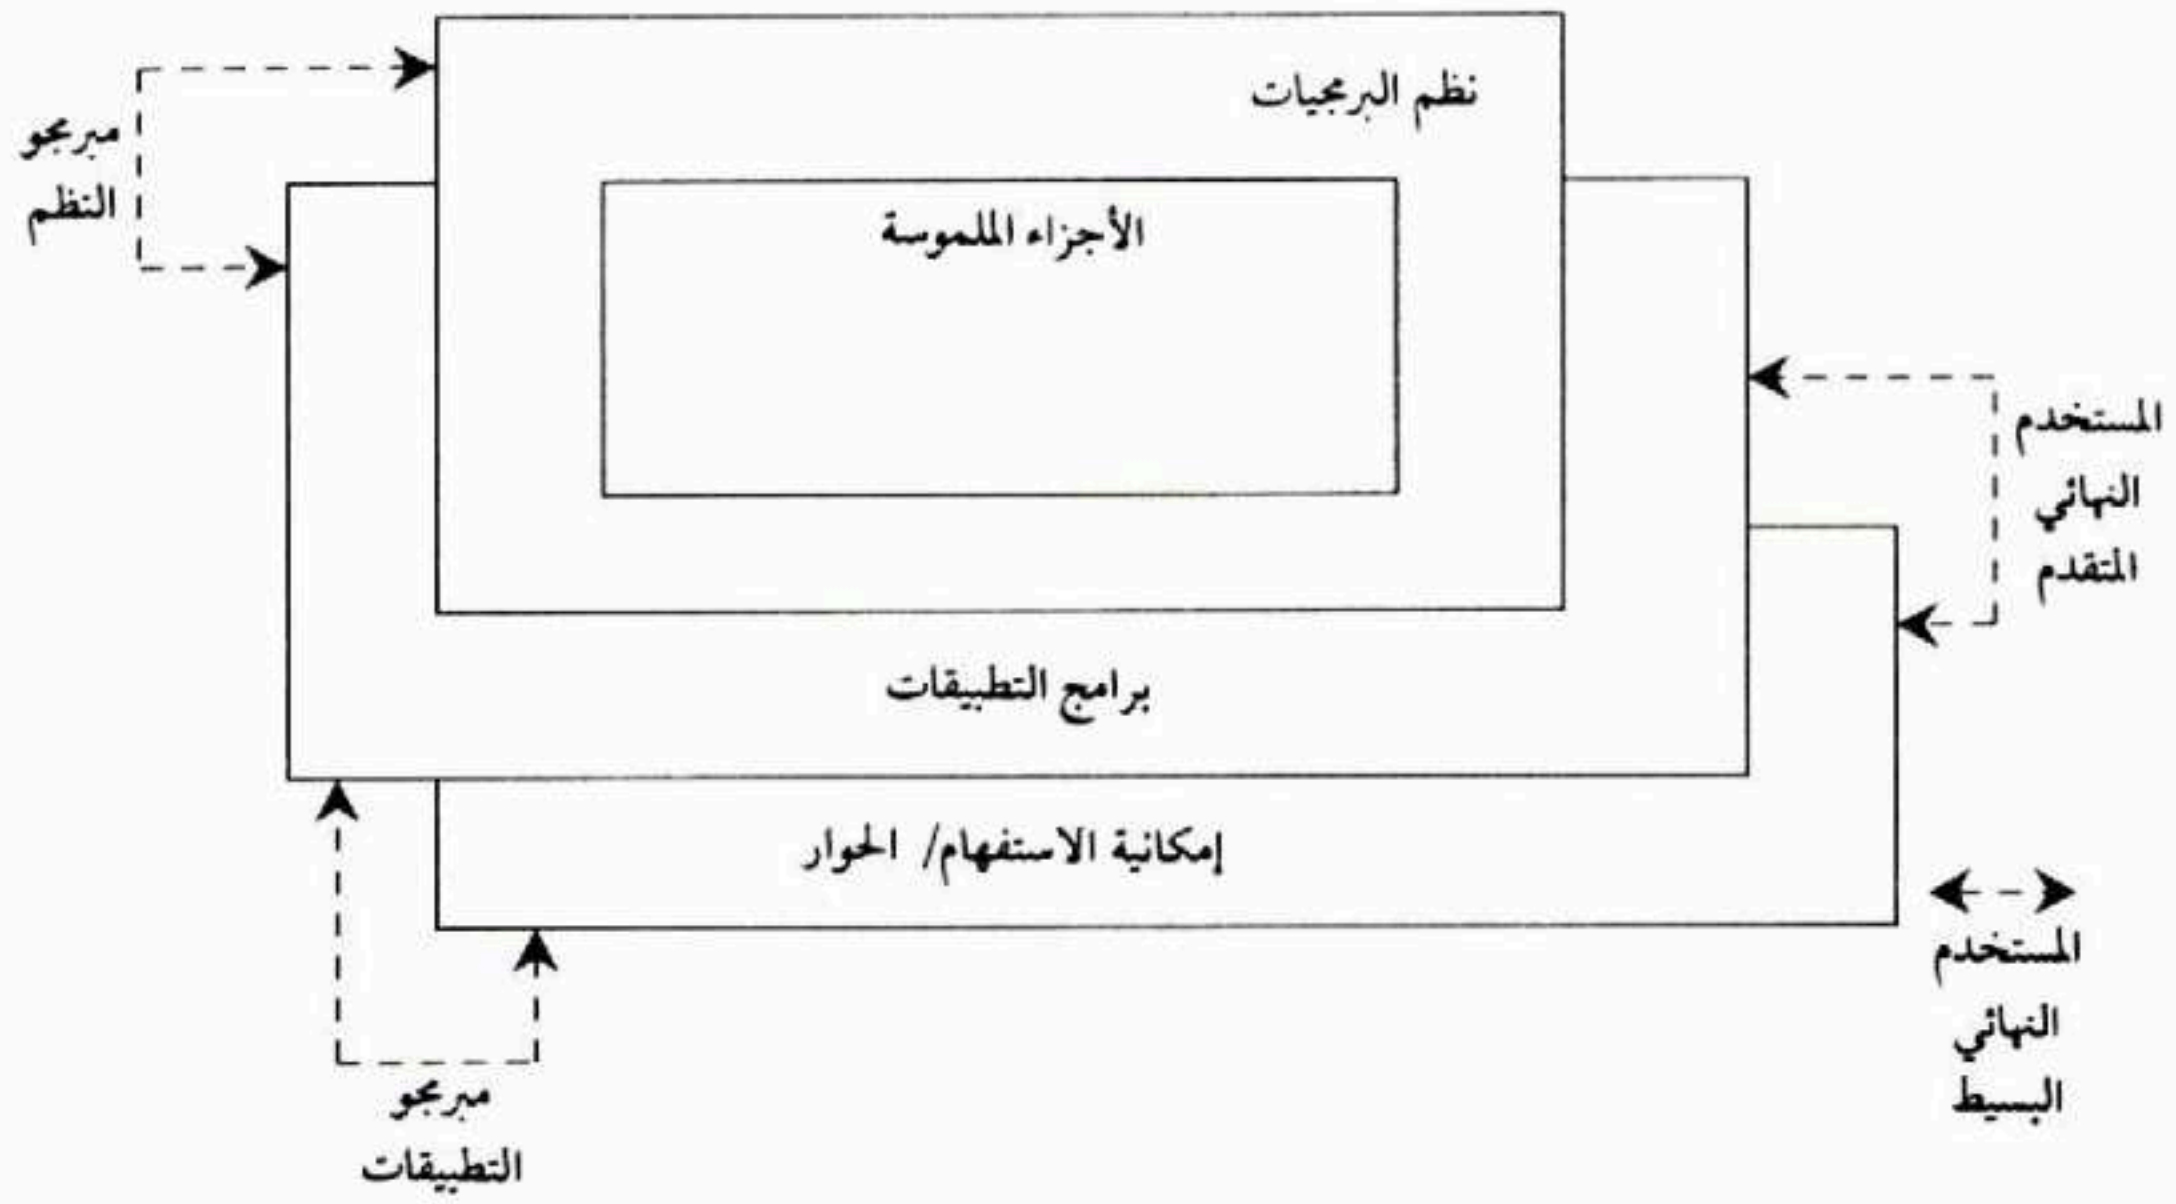 نظم البرمجيات
مبرمجو
النظم
الأجزاء الملموسة
المستخدم
النهائي
المتقدم
برامج التطبيقات
إمكانية الاستفهام/ الحوار
المستخدم
النهائي
البسيط
مبرمجو
التطبيقات